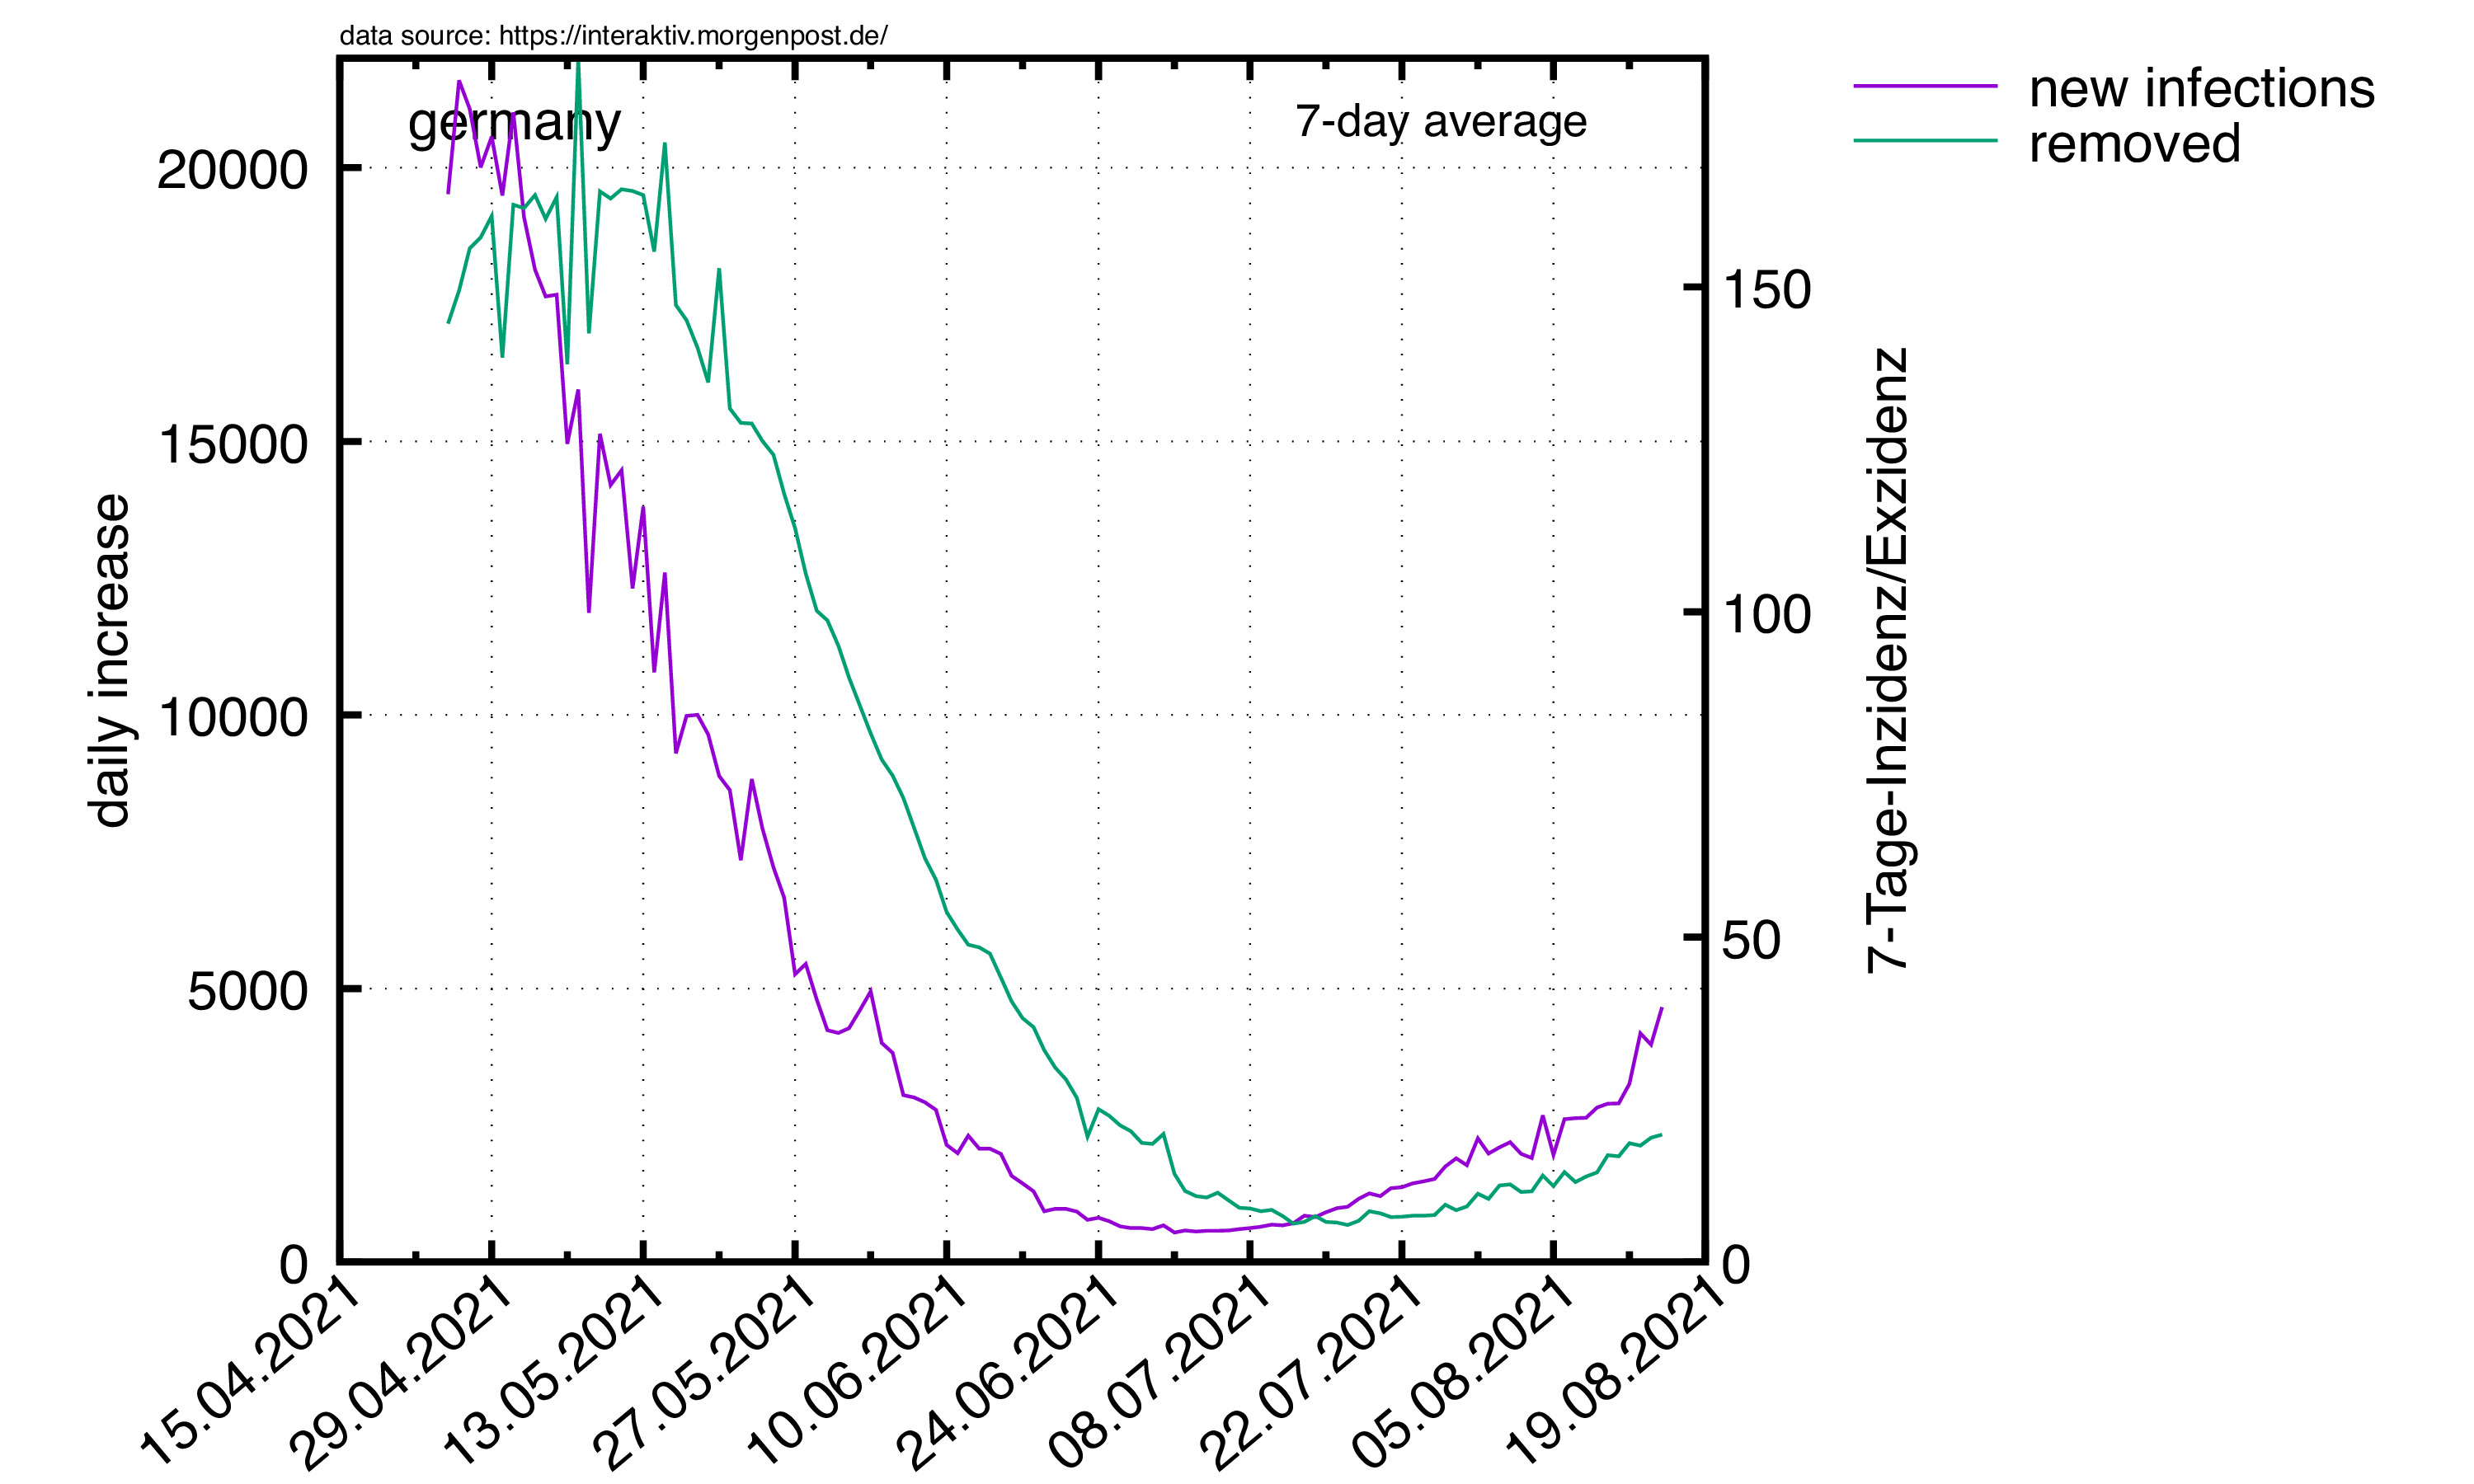 data source: https://interaktiv.morgenpost.de/
germany
7-day average
new infections
removed
20000
15000
10000
5000
0
daily increase
150
100
50
0
7-Tage-Inzidenz/Exzidenz
15.04.2021
29.04.2021
13.05.2021
27.05.2021
10.06.2021
24.06.2021
08.07.2021
22.07.2021
05.08.2021
19.08.2021